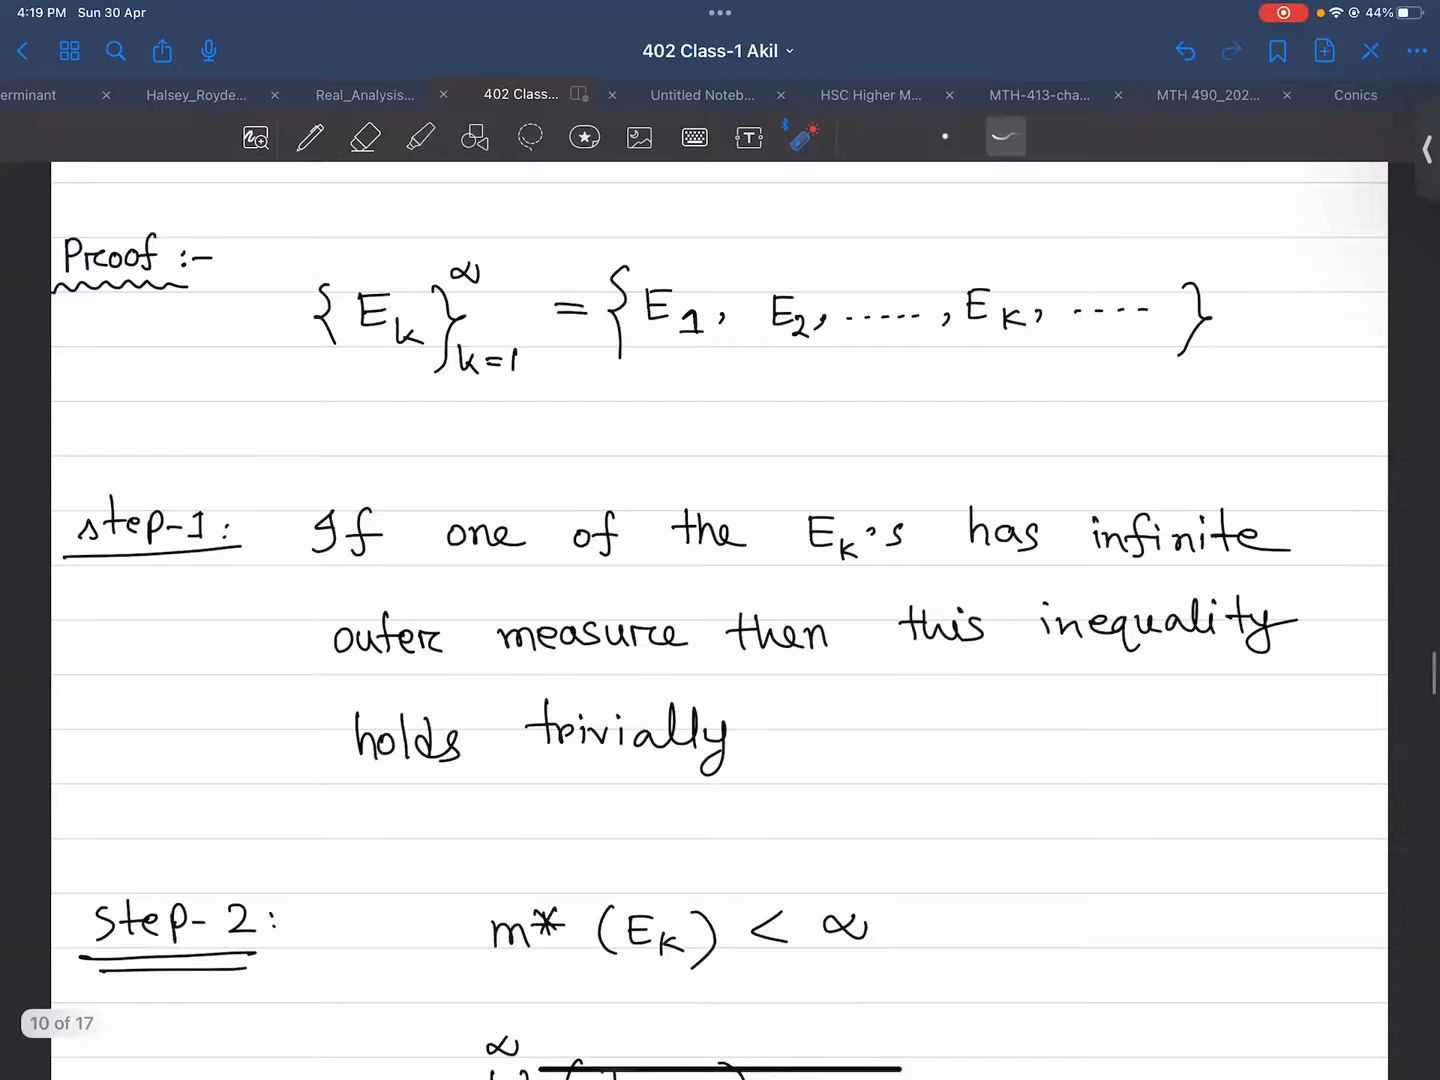 4:19 PM Sun 30 Apr
44%
402 Class-1 Akil
erminant
Halsey_Royde...
Real_Analysis...
402 Class...
Untitled Noteb...
HSC Higher M...
MTH-413-cha...
MTH 490_202...
Conics
Proof :-
{E_k}_{k=1}^∞ = {E_1, E_2, ....., E_k, .... }
step-1: If one of the E_k's has infinite
outer measure then this inequality
holds trivially
Step-2: m* (E_k) < ∞
10 of 17
∞